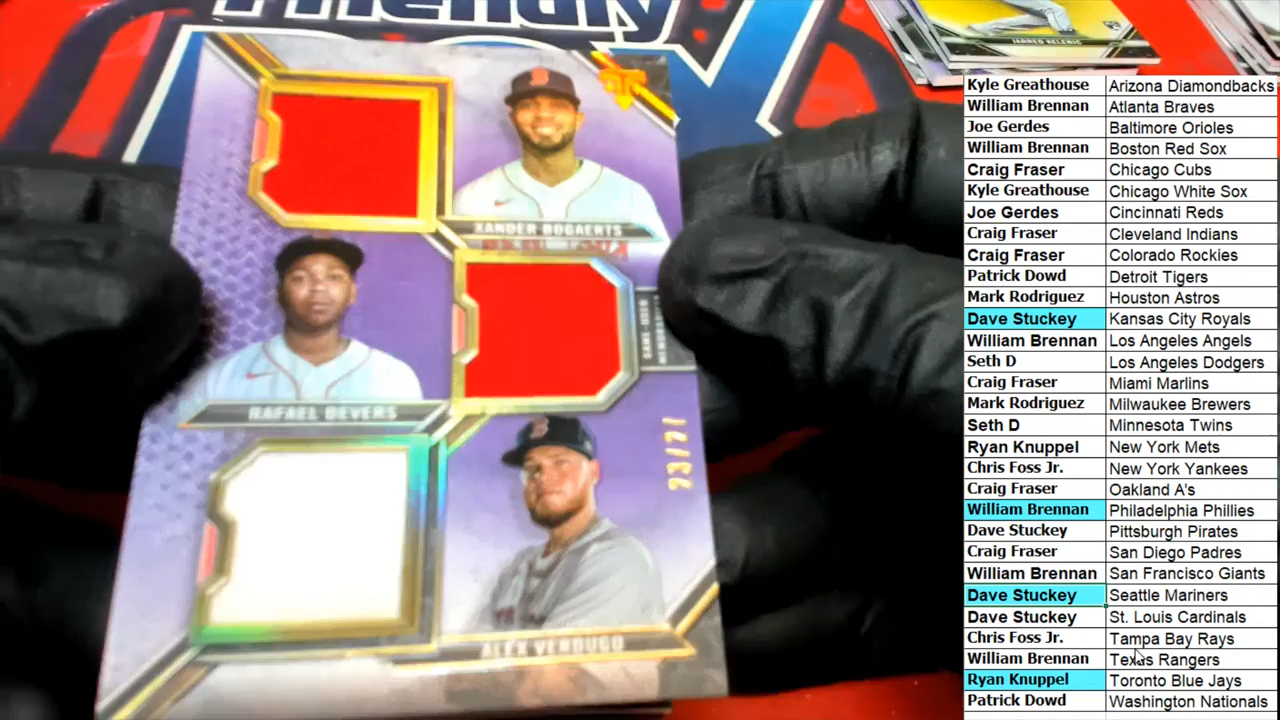 Friendly
JARRED KELENIC
XANDER BOGAERTS
GAME-USED
MEMORABILIA
RAFAEL DEVERS
23/27
ALEX VERDUGO
Kyle Greathouse Arizona Diamondbacks
William Brennan Atlanta Braves
Joe Gerdes Baltimore Orioles
William Brennan Boston Red Sox
Craig Fraser Chicago Cubs
Kyle Greathouse Chicago White Sox
Joe Gerdes Cincinnati Reds
Craig Fraser Cleveland Indians
Craig Fraser Colorado Rockies
Patrick Dowd Detroit Tigers
Mark Rodriguez Houston Astros
Dave Stuckey Kansas City Royals
William Brennan Los Angeles Angels
Seth D Los Angeles Dodgers
Craig Fraser Miami Marlins
Mark Rodriguez Milwaukee Brewers
Seth D Minnesota Twins
Ryan Knuppel New York Mets
Chris Foss Jr. New York Yankees
Craig Fraser Oakland A's
William Brennan Philadelphia Phillies
Dave Stuckey Pittsburgh Pirates
Craig Fraser San Diego Padres
William Brennan San Francisco Giants
Dave Stuckey Seattle Mariners
Dave Stuckey St. Louis Cardinals
Chris Foss Jr. Tampa Bay Rays
William Brennan Texas Rangers
Ryan Knuppel Toronto Blue Jays
Patrick Dowd Washington Nationals